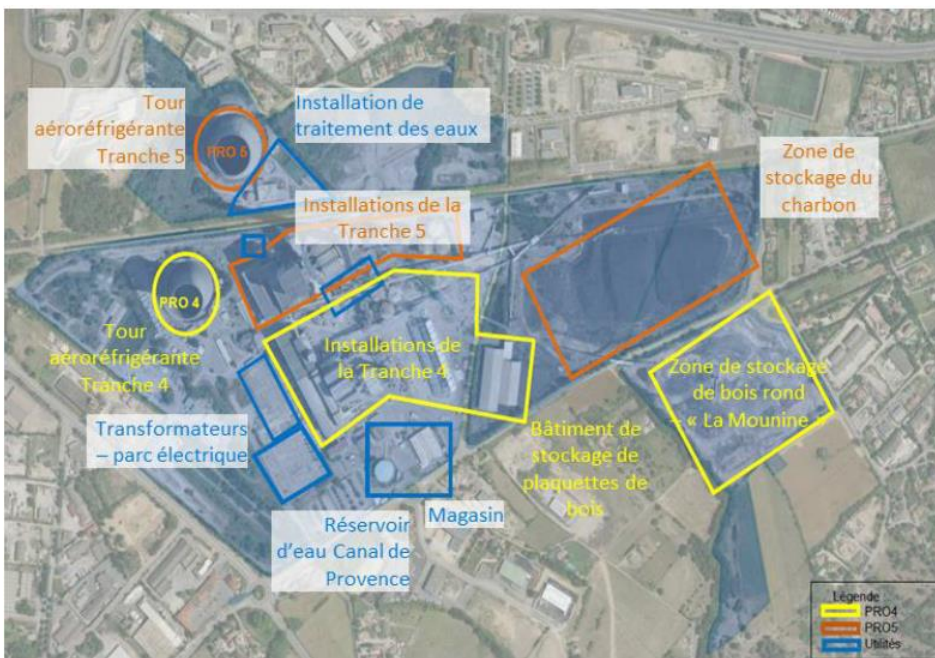 Tour
aéroréfrigérante
Tranche 5
PRO 5
Installation de
traitement des eaux
Installations de la
Tranche 5
Zone de
stockage du
charbon
PRO 4
Tour
aéroréfrigérante
Tranche 4
Installations de
la Tranche 4
Zone de stockage
de bois rond
– « La Mounine »
Transformateurs
– parc électrique
Bâtiment de
stockage de
plaquettes de
bois
Magasin
Réservoir
d'eau Canal de
Provence
Légende
PRO4
PRO5
Utilités